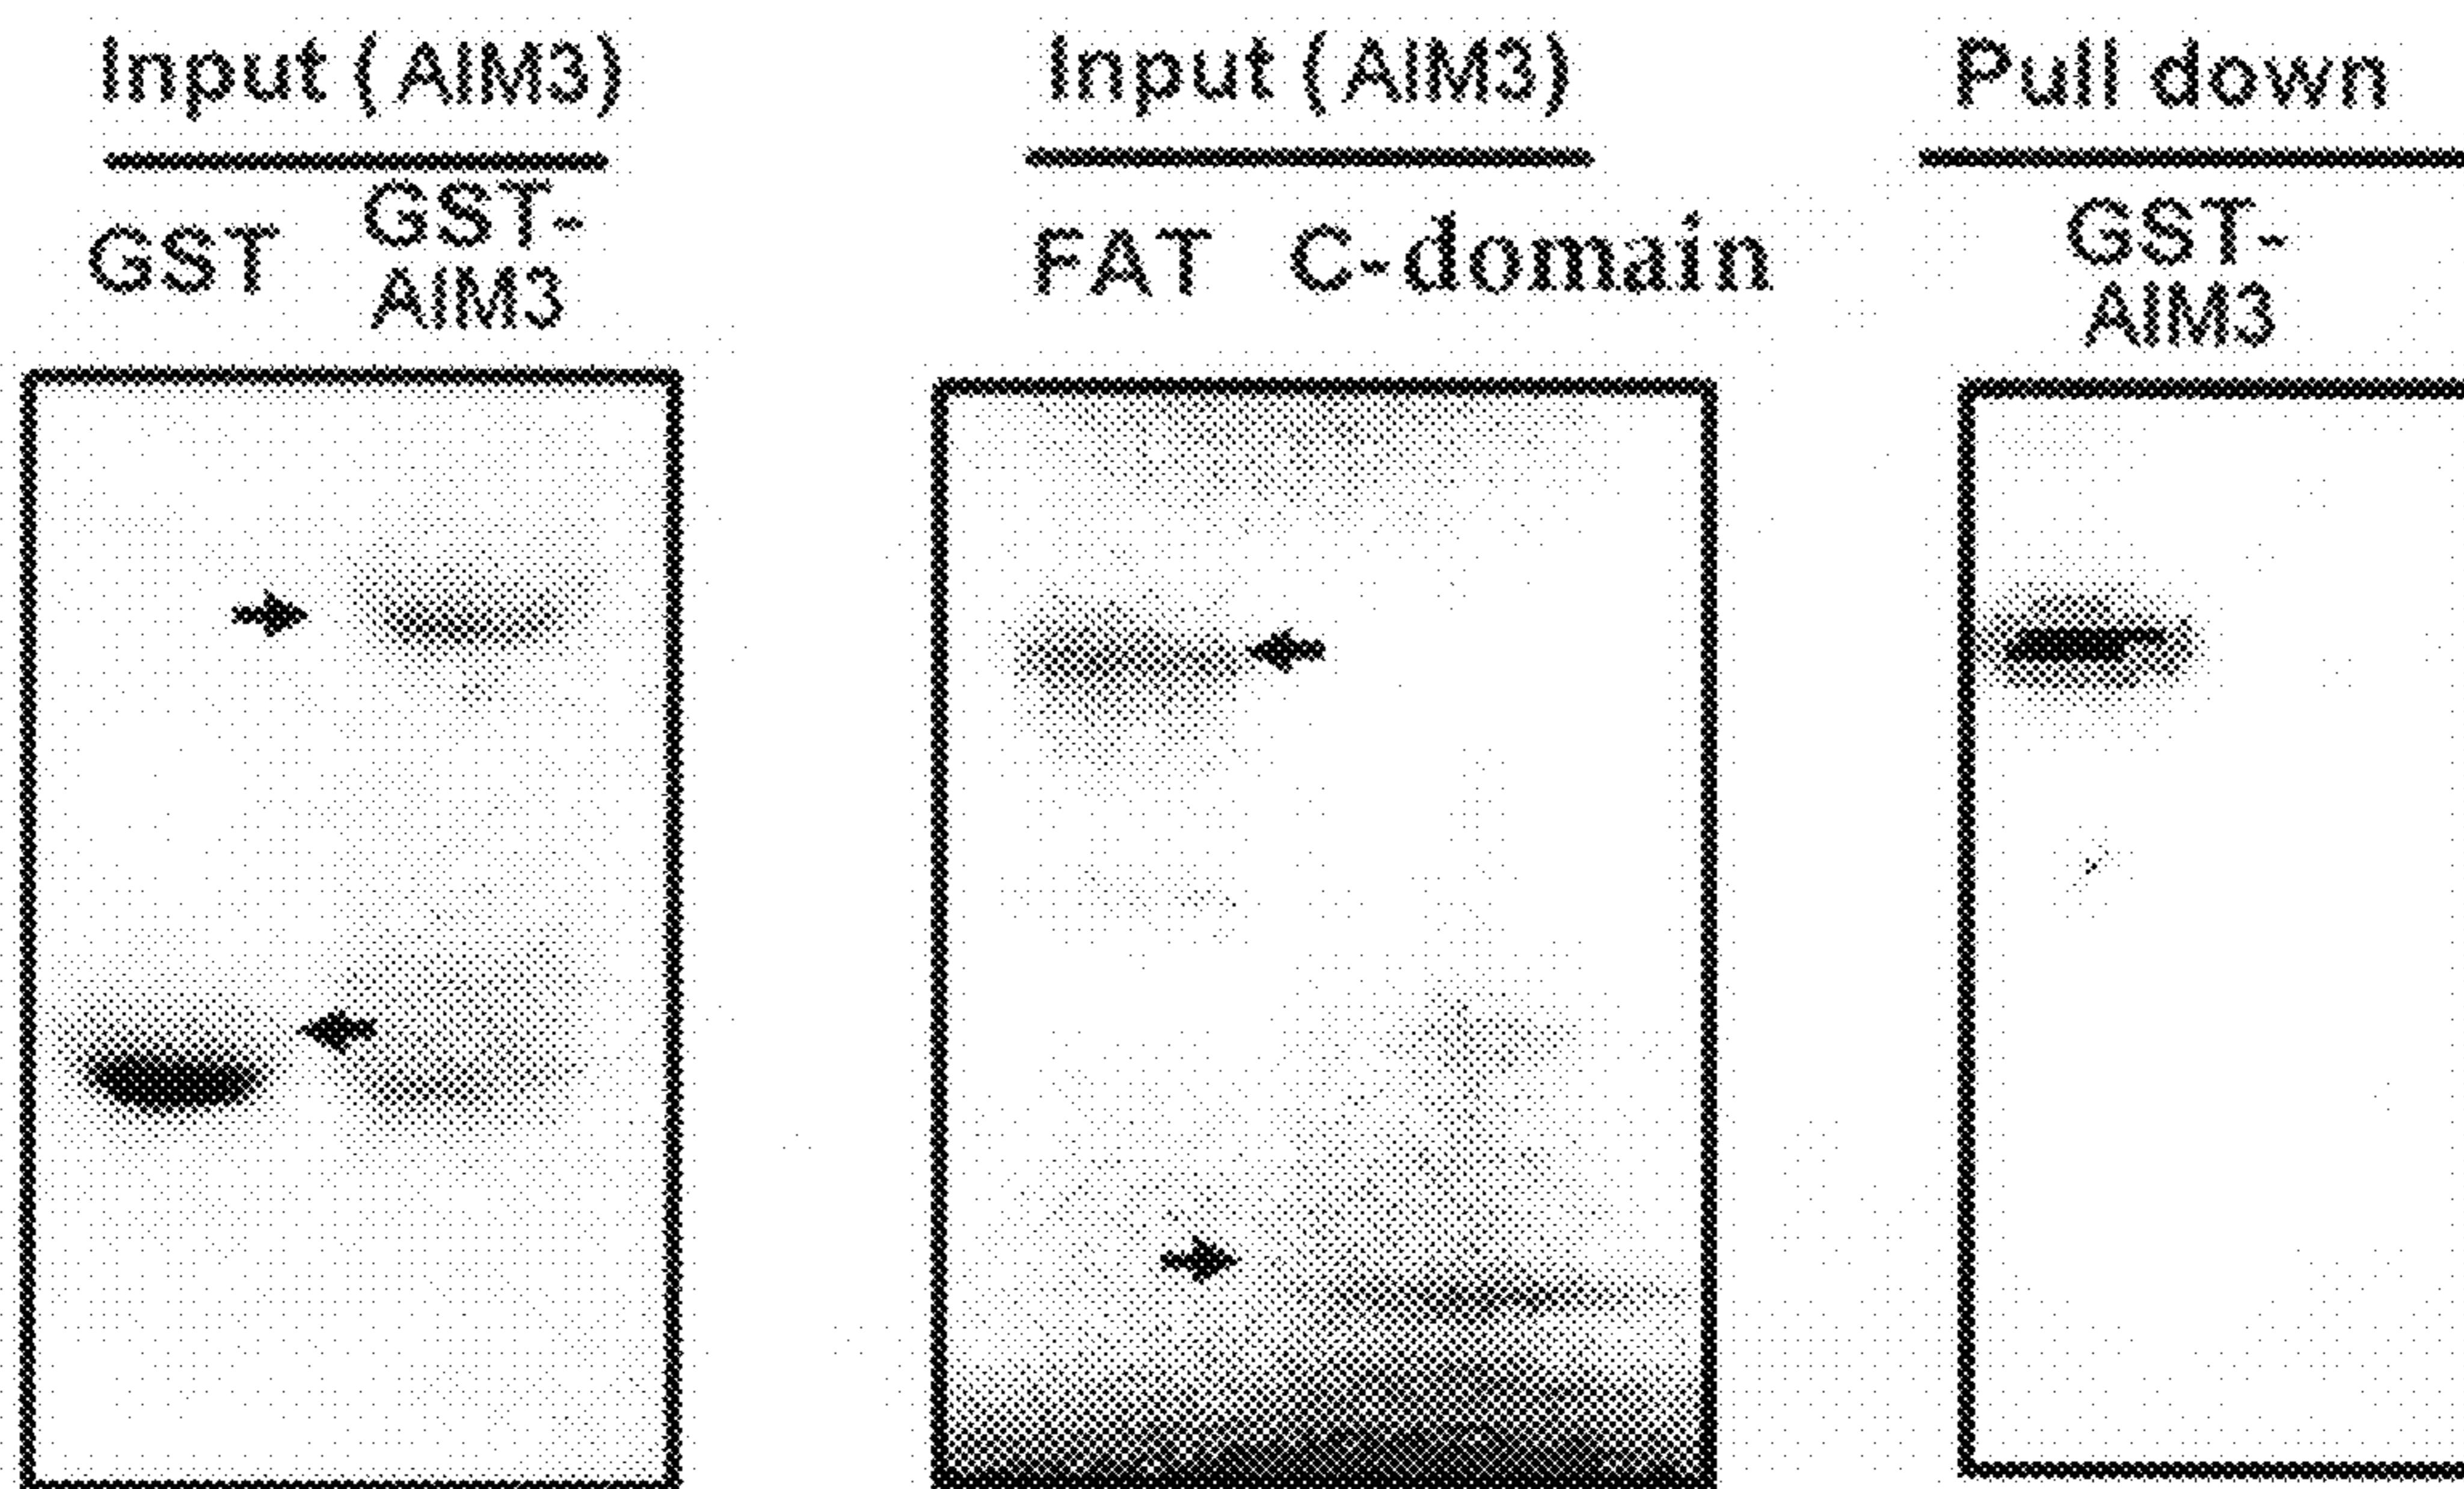 Input (AIM3)
GST
GST-
AIM3
Input (AIM3)
FAT C-domain
Pull down
GST-
AIM3